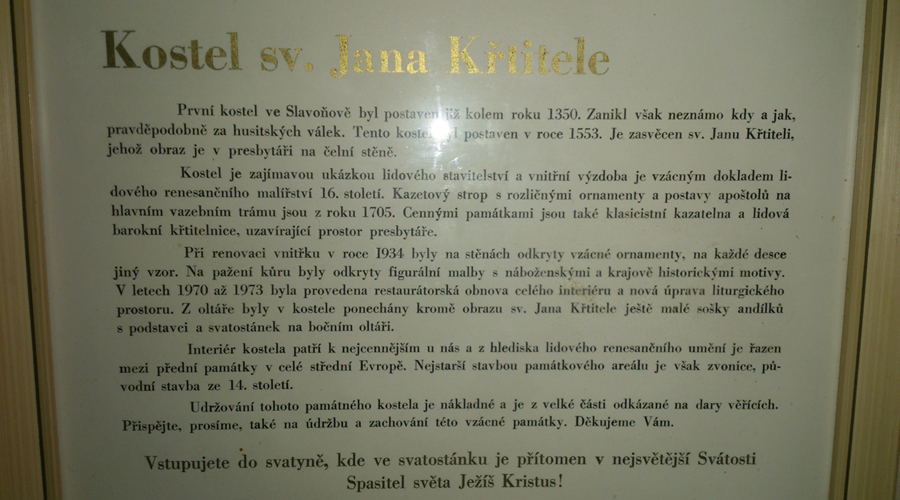 Kostel sv. Jana Křtitele
První kostel ve Slavoňově byl postaven již kolem roku 1350. Zanikl však neznámo kdy a jak,
pravděpodobně za husitských válek. Tento kostel byl postaven v roce 1553. Je zasvěcen sv. Janu Křtiteli,
jehož obraz je v presbytáři na čelní stěně.
Kostel je zajímavou ukázkou lidového stavitelství a vnitřní výzdoba je vzácným dokladem li-
dového renesančního malířství 16. století. Kazetový strop s rozličnými ornamenty a postavy apoštolů na
hlavním vazebním trámu jsou z roku 1705. Cennými památkami jsou také klasicistní kazatelna a lidová
barokní křtitelnice, uzavírající prostor presbytáře.
Při renovaci vnitřku v roce 1934 byly na stěnách odkryty vzácné ornamenty, na každé desce
jiný vzor. Na pažení kůru byly odkryty figurální malby s náboženskými a krajově historickými motivy.
V letech 1970 až 1973 byla provedena restaurátorská obnova celého interiéru a nová úprava liturgického
prostoru. Z oltáře byly v kostele ponechány kromě obrazu sv. Jana Křtitele ještě malé sošky andílků
s podstavci a svatostánek na bočním oltáři.
Interiér kostela patří k nejcennějším u nás a z hlediska lidového renesančního umění je řazen
mezi přední památky v celé střední Evropě. Nejstarší stavbou památkového areálu je však zvonice, pů-
vodní stavba ze 14. století.
Udržování tohoto památného kostela je nákladné a je z velké části odkázané na dary věřících.
Přispějte, prosíme, také na údržbu a zachování této vzácné památky. Děkujeme Vám.
Vstupujete do svatyně, kde ve svatostánku je přítomen v nejsvětější Svátosti
Spasitel světa Ježíš Kristus!